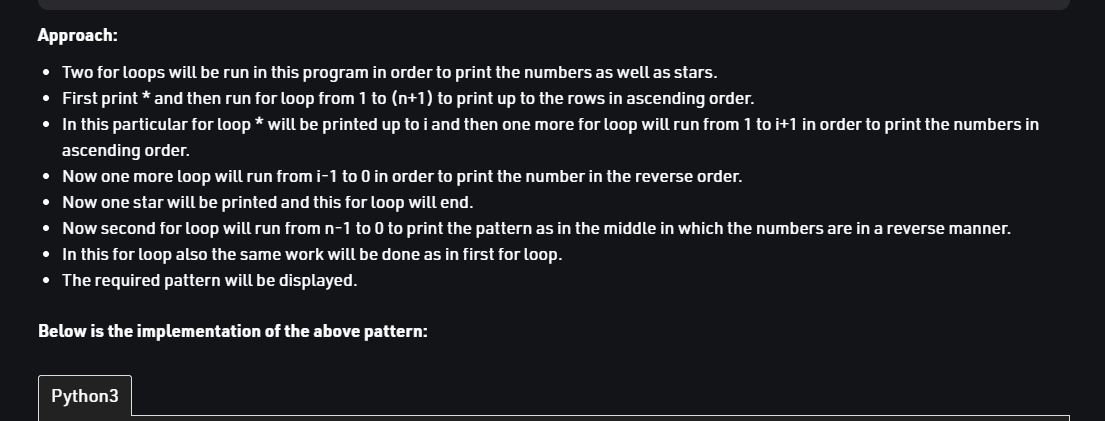 Approach:
• Two for loops will be run in this program in order to print the numbers as well as stars.
• First print * and then run for loop from 1 to (n+1) to print up to the rows in ascending order.
• In this particular for loop * will be printed up to i and then one more for loop will run from 1 to i+1 in order to print the numbers in
ascending order.
• Now one more loop will run from i-1 to 0 in order to print the number in the reverse order.
• Now one star will be printed and this for loop will end.
• Now second for loop will run from n-1 to 0 to print the pattern as in the middle in which the numbers are in a reverse manner.
• In this for loop also the same work will be done as in first for loop.
• The required pattern will be displayed.
Below is the implementation of the above pattern:
Python3